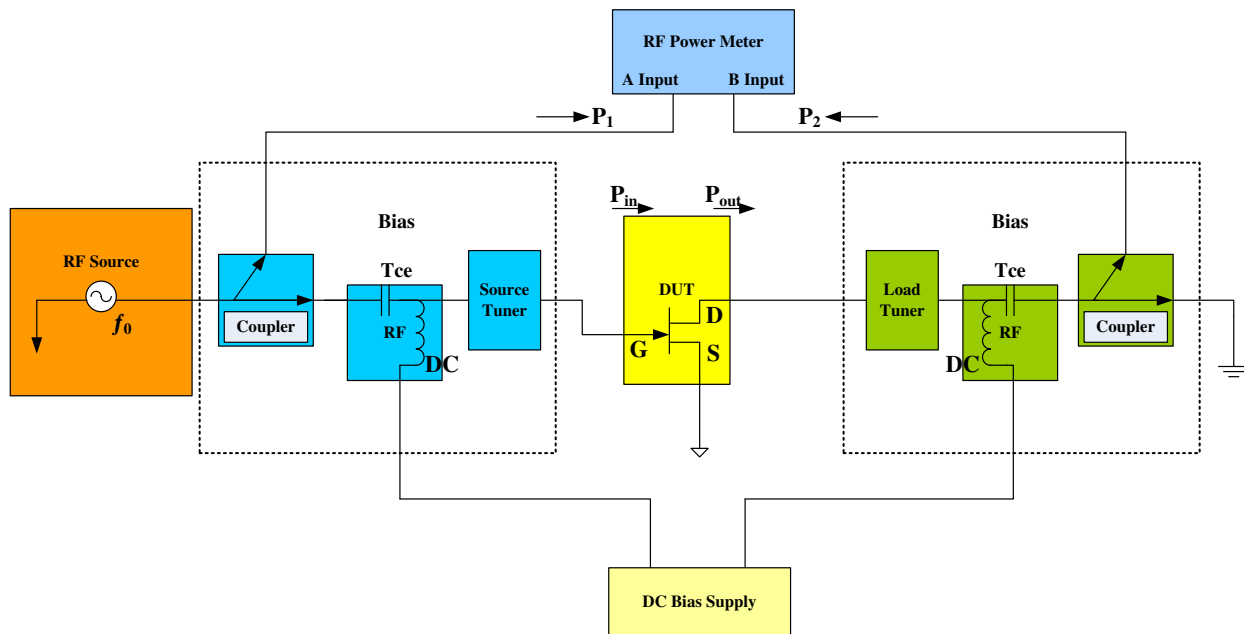 RF Power Meter
A Input B Input
P₁
P₂
Pᵢₙ
Pₒᵤₜ
RF Source
f₀
Bias
Coupler
Tce
RF
DC
Source
Tuner
DUT
G
D
S
Bias
Load
Tuner
Tce
RF
DC
Coupler
DC Bias Supply